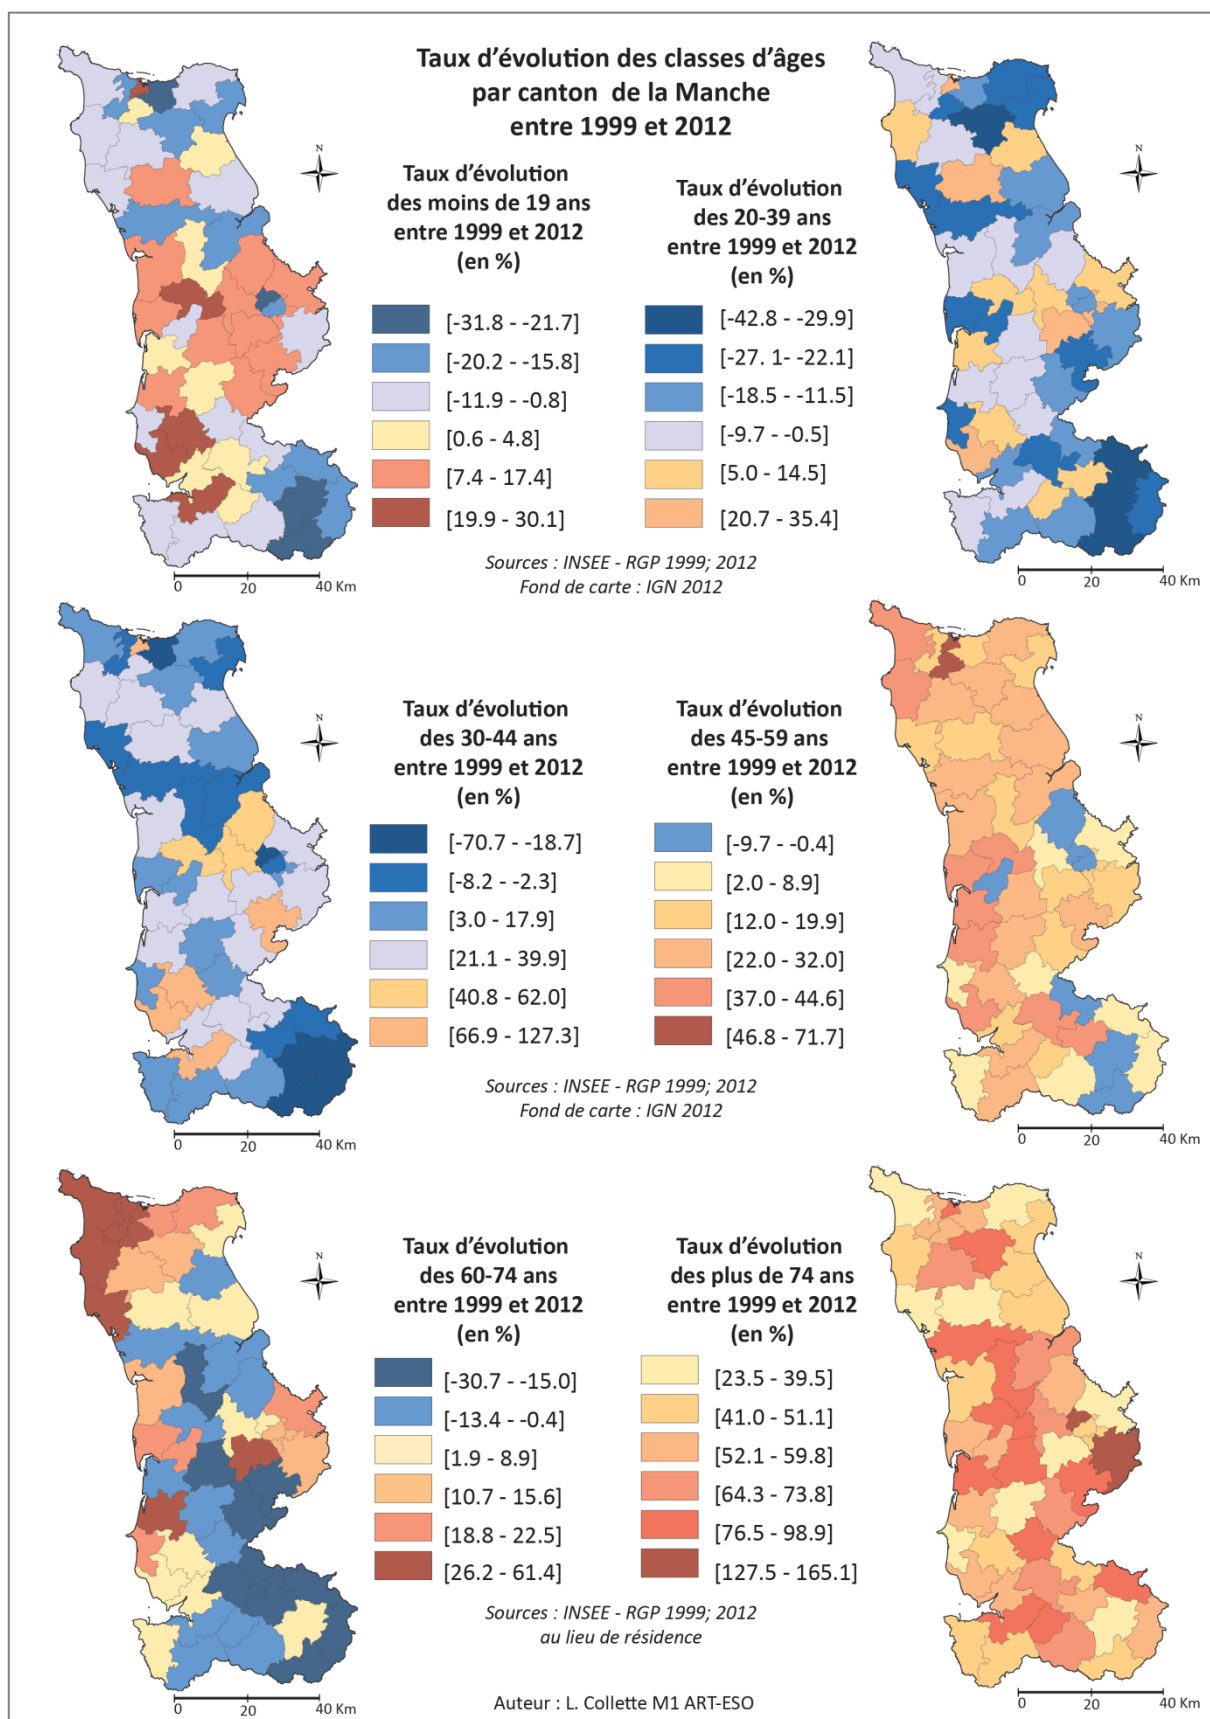 Taux d'évolution des classes d'âges
par canton de la Manche
entre 1999 et 2012
N
Taux d'évolution
des moins de 19 ans
entre 1999 et 2012
(en %)
[-31.8 - -21.7]
[-20.2 - -15.8]
[-11.9 - -0.8]
[0.6 - 4.8]
[7.4 - 17.4]
[19.9 - 30.1]
0 20 40 Km
N
Taux d'évolution
des 20-39 ans
entre 1999 et 2012
(en %)
[-42.8 - -29.9]
[-27. 1- -22.1]
[-18.5 - -11.5]
[-9.7 - -0.5]
[5.0 - 14.5]
[20.7 - 35.4]
0 20 40 Km
Sources : INSEE - RGP 1999; 2012
Fond de carte : IGN 2012
N
Taux d'évolution
des 30-44 ans
entre 1999 et 2012
(en %)
[-70.7 - -18.7]
[-8.2 - -2.3]
[3.0 - 17.9]
[21.1 - 39.9]
[40.8 - 62.0]
[66.9 - 127.3]
0 20 40 Km
N
Taux d'évolution
des 45-59 ans
entre 1999 et 2012
(en %)
[-9.7 - -0.4]
[2.0 - 8.9]
[12.0 - 19.9]
[22.0 - 32.0]
[37.0 - 44.6]
[46.8 - 71.7]
0 20 40 Km
Sources : INSEE - RGP 1999; 2012
Fond de carte : IGN 2012
N
Taux d'évolution
des 60-74 ans
entre 1999 et 2012
(en %)
[-30.7 - -15.0]
[-13.4 - -0.4]
[1.9 - 8.9]
[10.7 - 15.6]
[18.8 - 22.5]
[26.2 - 61.4]
0 20 40 Km
N
Taux d'évolution
des plus de 74 ans
entre 1999 et 2012
(en %)
[23.5 - 39.5]
[41.0 - 51.1]
[52.1 - 59.8]
[64.3 - 73.8]
[76.5 - 98.9]
[127.5 - 165.1]
0 20 40 Km
Sources : INSEE - RGP 1999; 2012
au lieu de résidence
Auteur : L. Collette M1 ART-ESO